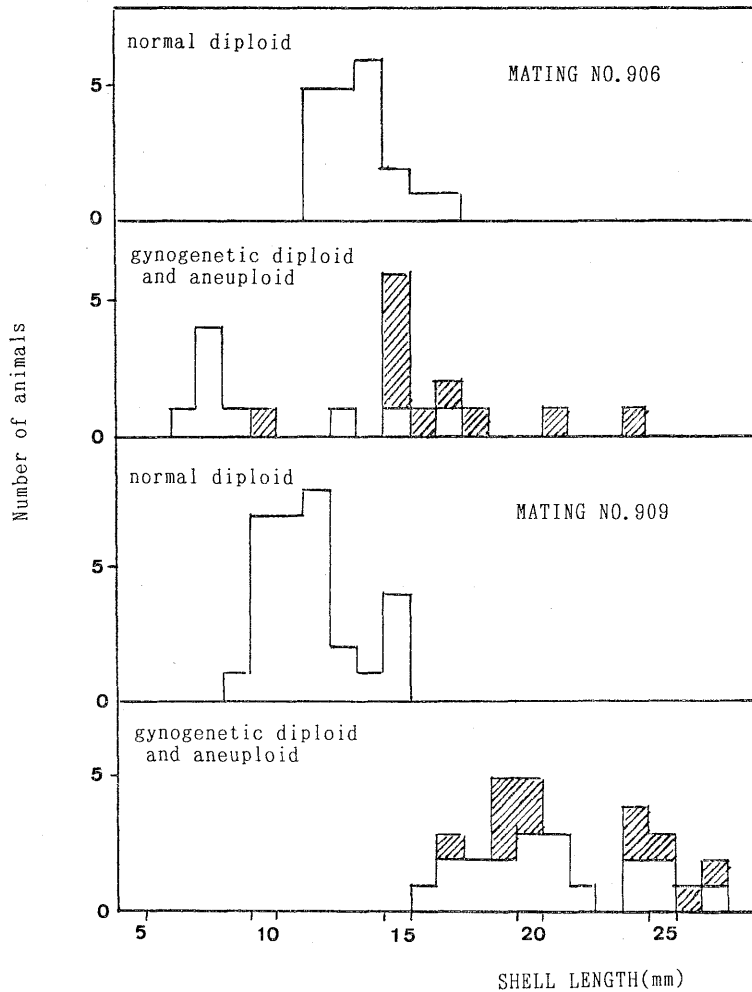 normal diploid
MATING NO.906
5
0
gynogenetic diploid
and aneuploid
5
0
Number of animals
normal diploid
MATING NO.909
5
0
gynogenetic diploid
and aneuploid
5
0
5 10 15 20 25
SHELL LENGTH(mm)